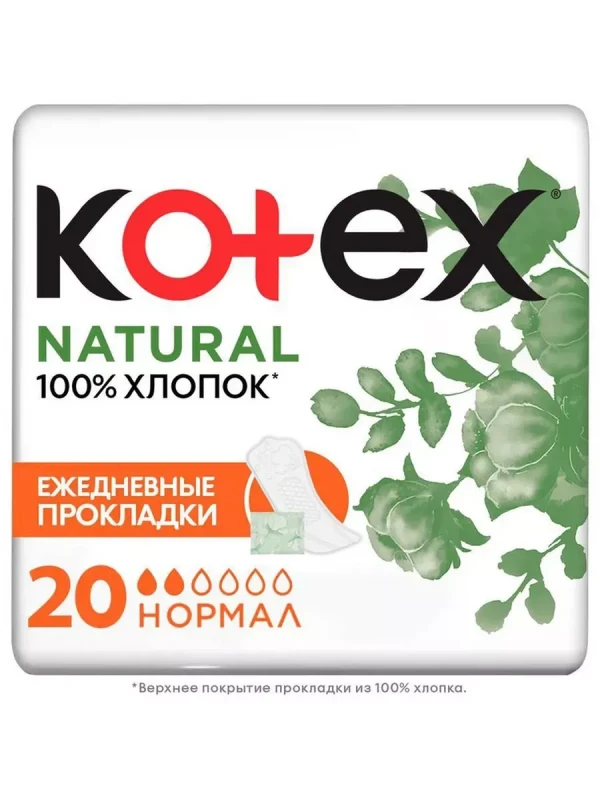 Kotex®
NATURAL
100% ХЛОПОК*
ЕЖЕДНЕВНЫЕ
ПРОКЛАДКИ
20
НОРМАЛ
*Верхнее покрытие прокладки из 100% хлопка.